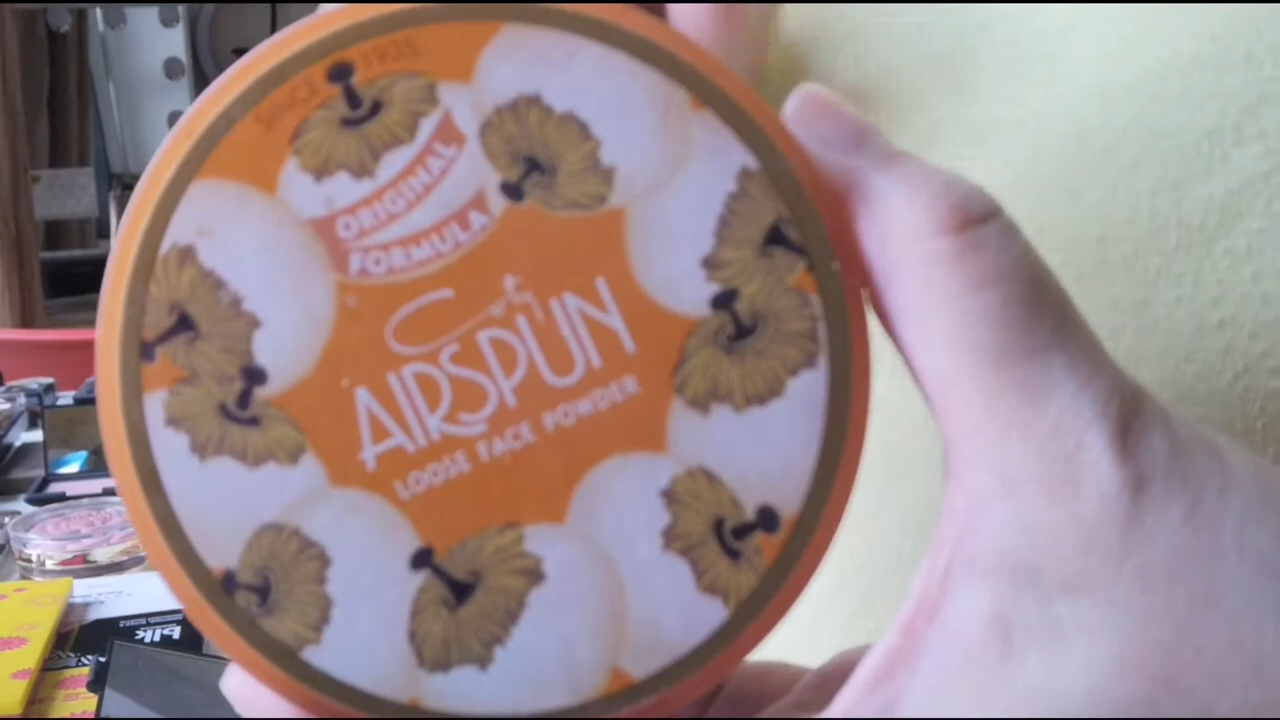 SINCE 1935
ORIGINAL
FORMULA
Coty
AIRSPUN
LOOSE FACE POWDER
blk